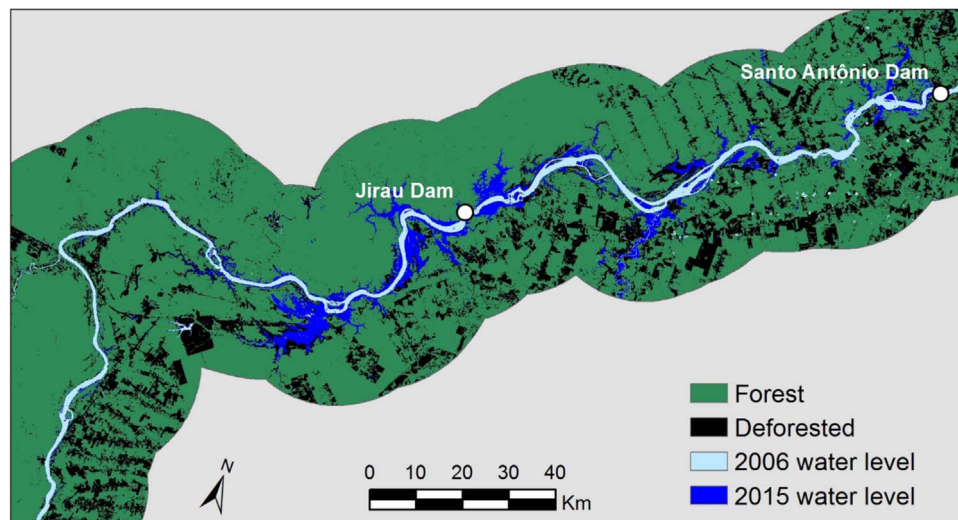 Santo Antônio Dam
Jirau Dam
Forest
Deforested
2006 water level
2015 water level
N
0 10 20 30 40
Km